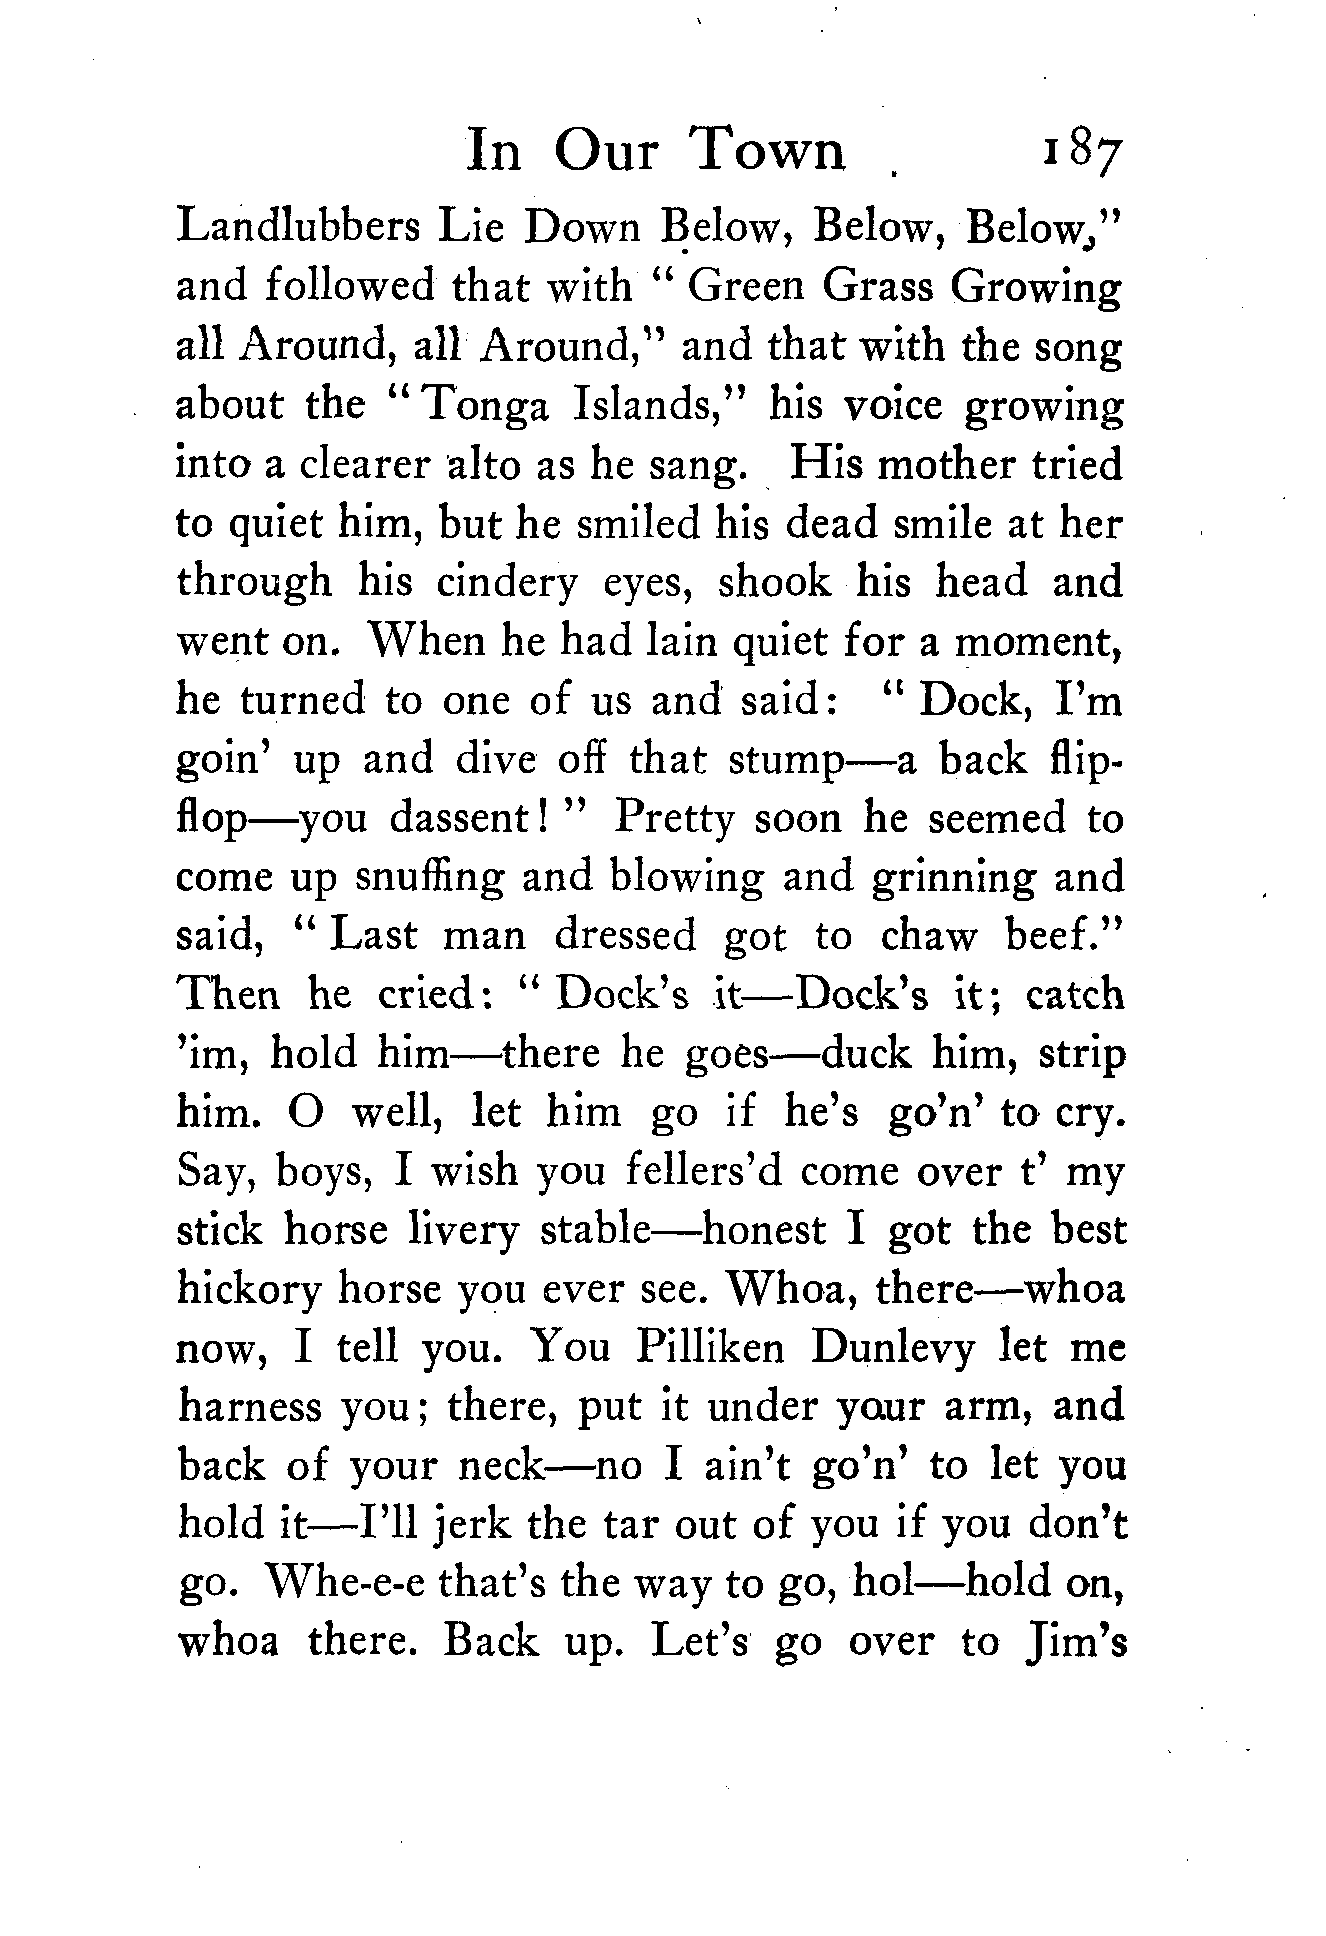 In Our Town 187
Landlubbers Lie Down Below, Below, Below,"
and followed that with " Green Grass Growing
all Around, all Around," and that with the song
about the " Tonga Islands," his voice growing
into a clearer alto as he sang. His mother tried
to quiet him, but he smiled his dead smile at her
through his cindery eyes, shook his head and
went on. When he had lain quiet for a moment,
he turned to one of us and said: " Dock, I'm
goin' up and dive off that stump—a back flip-
flop—you dassent! " Pretty soon he seemed to
come up snuffing and blowing and grinning and
said, " Last man dressed got to chaw beef."
Then he cried: " Dock's it—Dock's it; catch
'im, hold him—there he goes—duck him, strip
him. O well, let him go if he's go'n' to cry.
Say, boys, I wish you fellers'd come over t' my
stick horse livery stable—honest I got the best
hickory horse you ever see. Whoa, there—whoa
now, I tell you. You Pilliken Dunlevy let me
harness you; there, put it under your arm, and
back of your neck—no I ain't go'n' to let you
hold it—I'll jerk the tar out of you if you don't
go. Whe-e-e that's the way to go, hol—hold on,
whoa there. Back up. Let's go over to Jim's